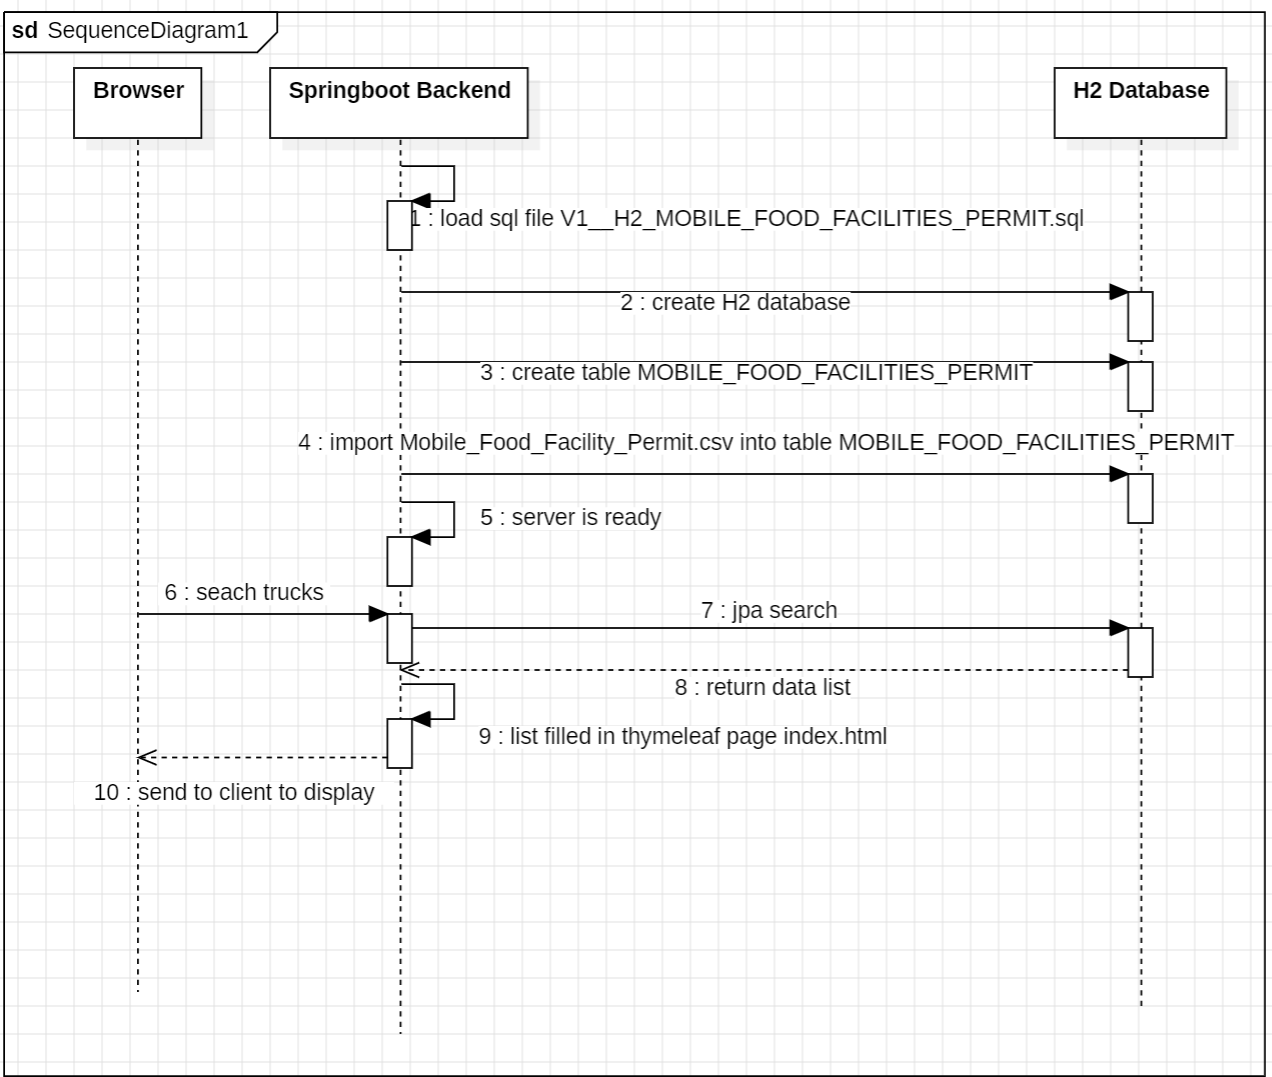 sd SequenceDiagram1
Browser
Springboot Backend
H2 Database
1 : load sql file V1__H2_MOBILE_FOOD_FACILITIES_PERMIT.sql
2 : create H2 database
3 : create table MOBILE_FOOD_FACILITIES_PERMIT
4 : import Mobile_Food_Facility_Permit.csv into table MOBILE_FOOD_FACILITIES_PERMIT
5 : server is ready
6 : seach trucks
7 : jpa search
8 : return data list
9 : list filled in thymeleaf page index.html
10 : send to client to display